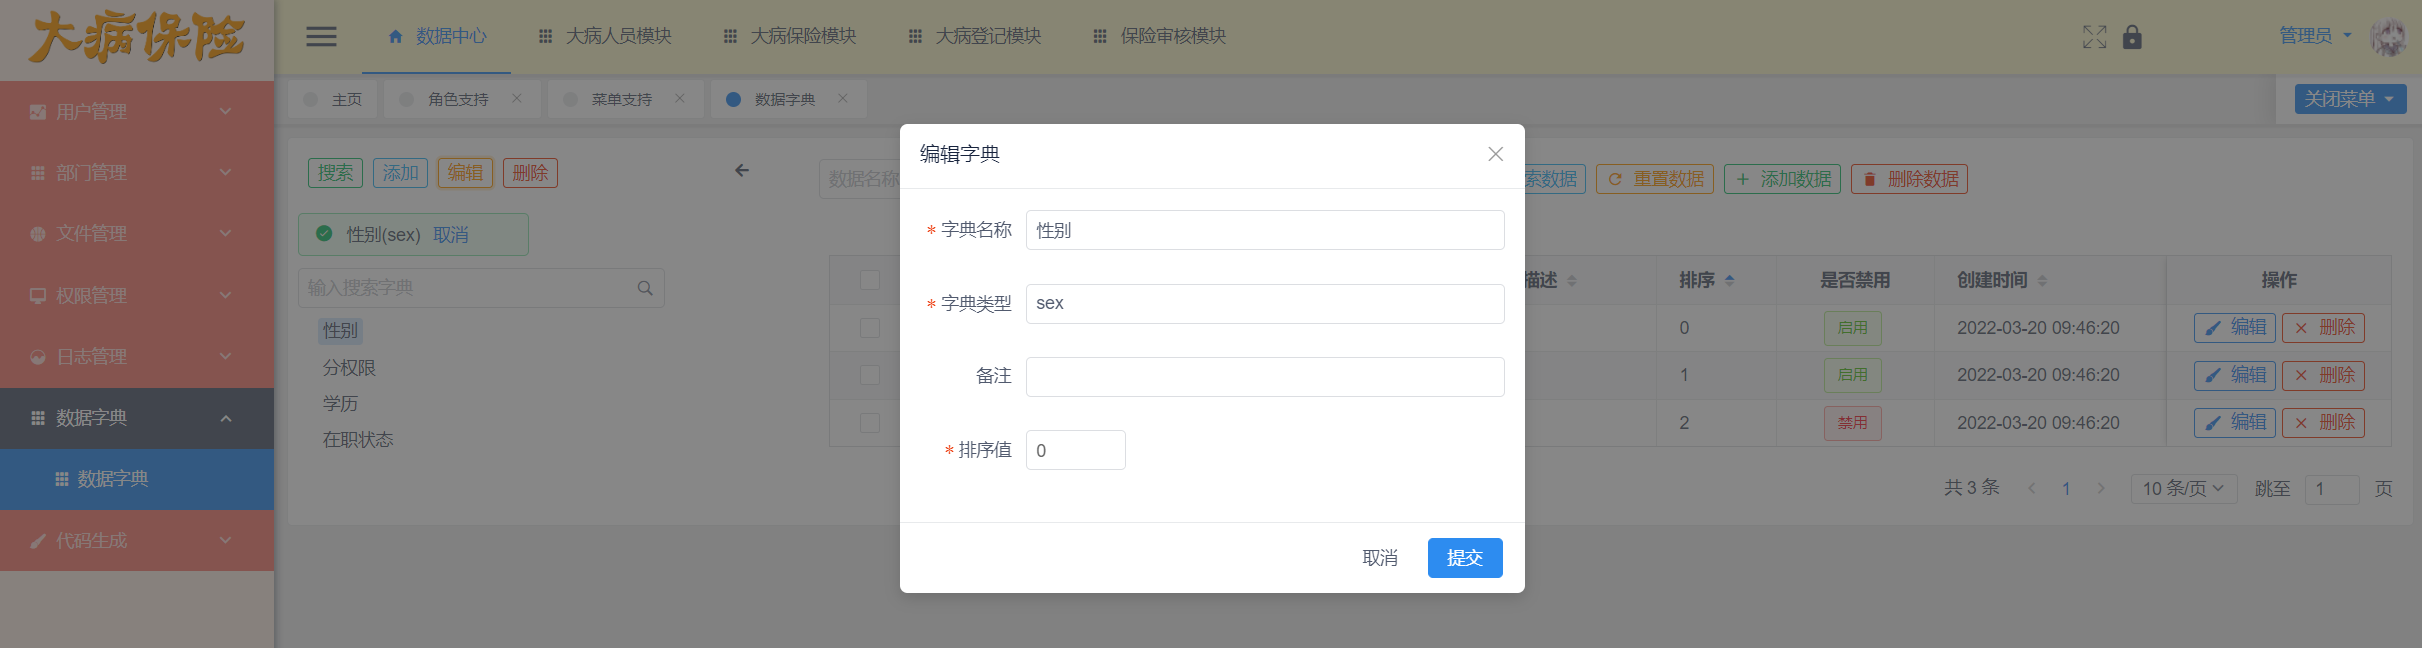 大病保险
数据中心
大病人员模块
大病保险模块
大病登记模块
保险审核模块
管理员
主页
角色支持
菜单支持
数据字典
关闭菜单
用户管理
部门管理
文件管理
权限管理
日志管理
数据字典
数据字典
代码生成
搜索
添加
编辑
删除
性别(sex) 取消
输入搜索字典
性别
分权限
学历
在职状态
数据名称
索数据
重置数据
添加数据
删除数据
描述
排序
是否禁用
创建时间
操作
0
启用
2022-03-20 09:46:20
编辑
删除
1
启用
2022-03-20 09:46:20
编辑
删除
2
禁用
2022-03-20 09:46:20
编辑
删除
共 3 条
1
10 条/页
跳至
1
页
编辑字典
* 字典名称
性别
* 字典类型
sex
备注
* 排序值
0
取消
提交